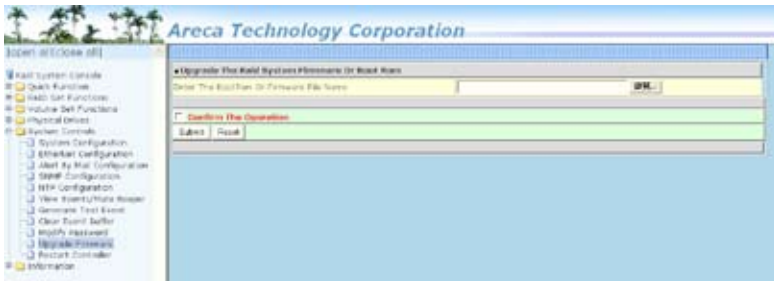 Areca Technology Corporation
|open all|close all|
Raid System Console
Quick Function
Raid Set Functions
Volume Set Functions
Physical Drives
System Controls
System Configuration
Ethernet Configuration
Alert By Mail Configuration
SNMP Configuration
NTP Configuration
View Events/Mute Beeper
Generate Test Event
Clear Event Buffer
Modify Password
Upgrade Firmware
Restart Controller
Information
Upgrade The Raid System Firmware Or Boot Rom
Enter The BootRom Or Firmware File Name
Confirm The Operation
Submit Reset